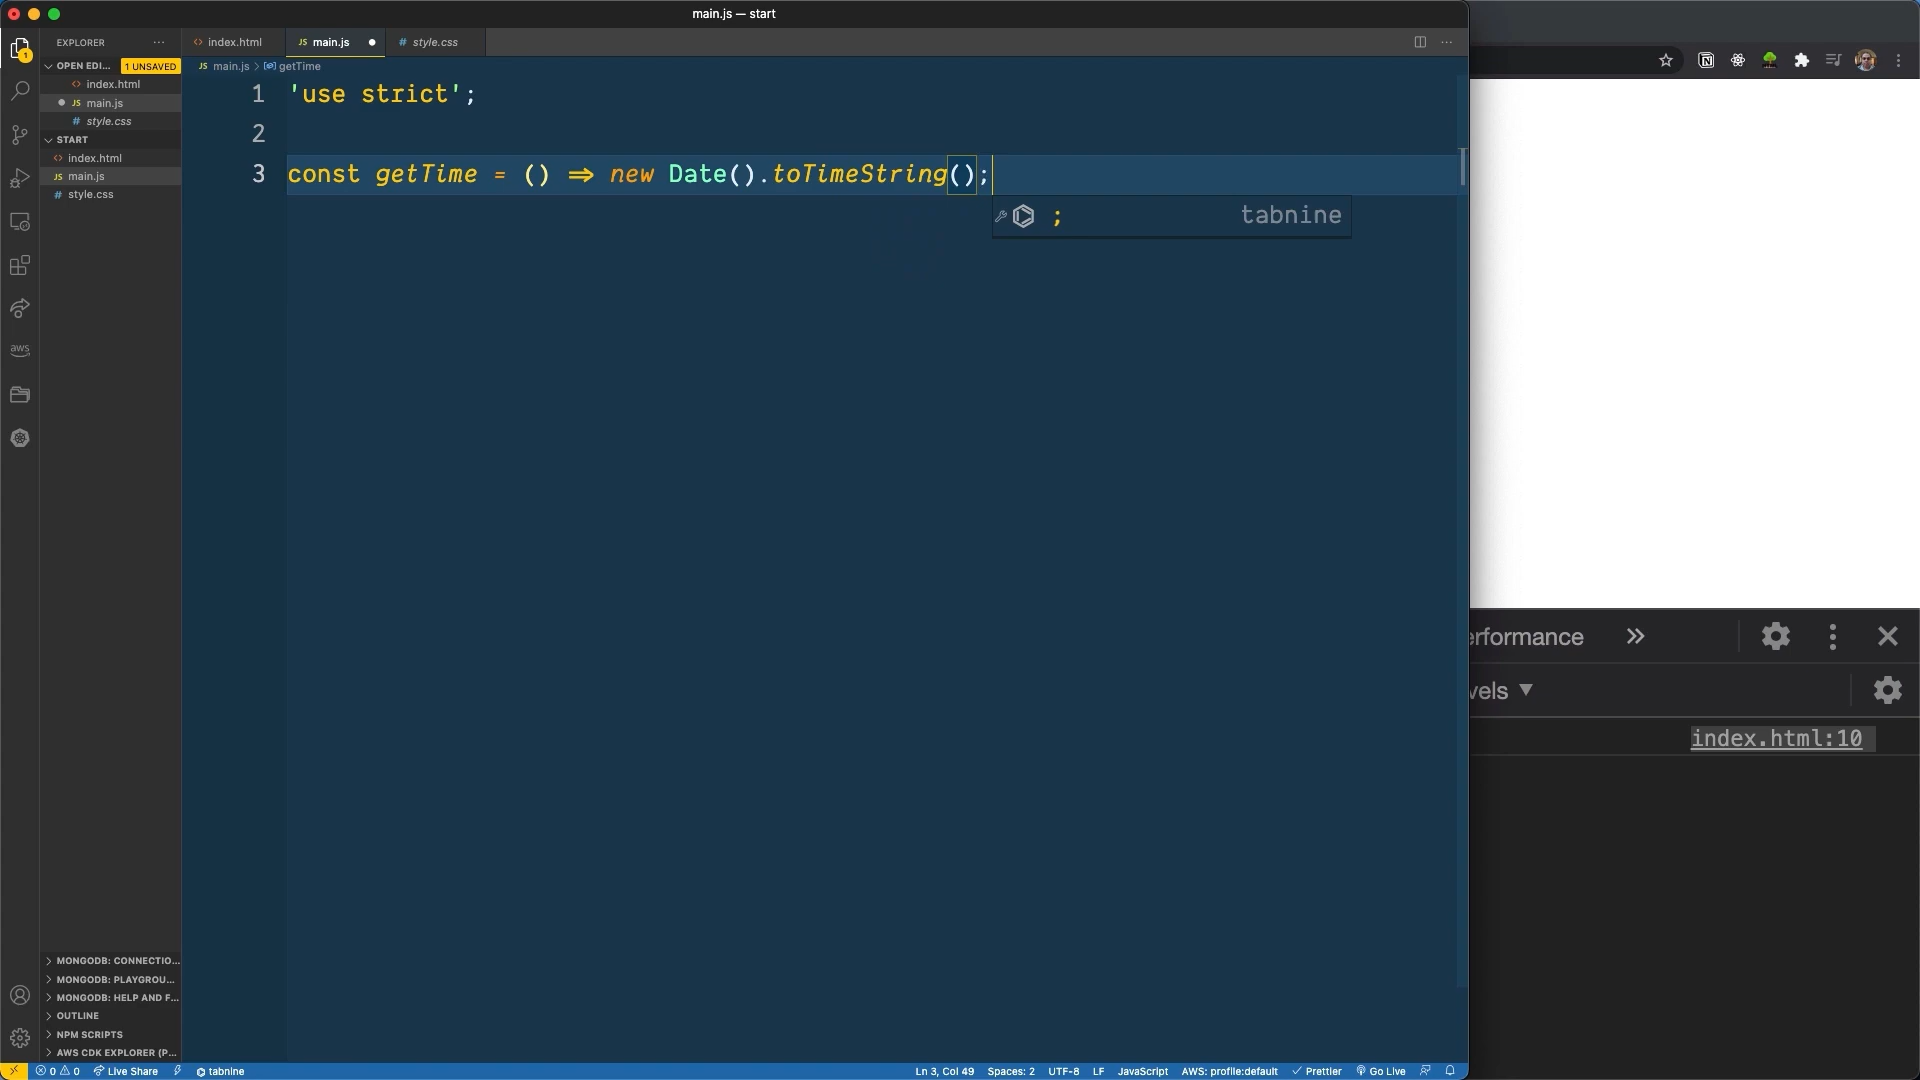 main.js — start
EXPLORER
index.html
main.js
style.css
OPEN EDI...
1 UNSAVED
index.html
main.js
style.css
START
index.html
main.js
style.css
main.js > getTime
1 'use strict';
2
3 const getTime = () => new Date().toTimeString();
; tabnine
aws
MONGODB: CONNECTIO...
MONGODB: PLAYGROU...
MONGODB: HELP AND F...
OUTLINE
NPM SCRIPTS
AWS CDK EXPLORER (P...
0 0 Live Share tabnine
Ln 3, Col 49 Spaces: 2 UTF-8 LF JavaScript AWS: profile:default Prettier Go Live
erformance
vels
index.html:10